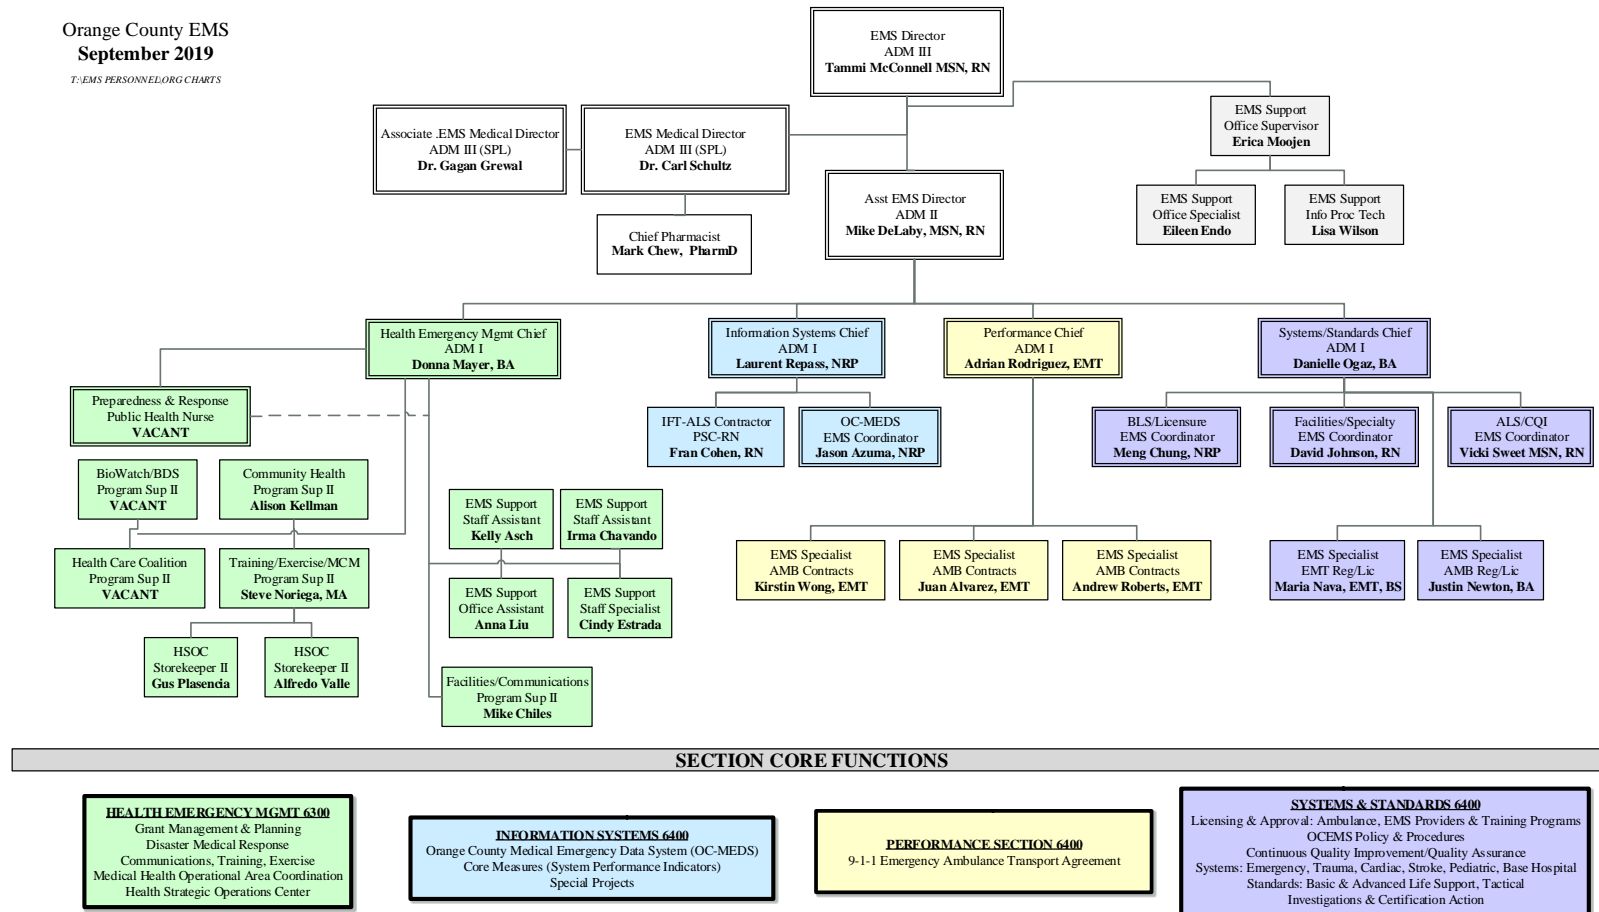 Orange County EMS
September 2019
T:\EMS PERSONNEL\ORG CHARTS
EMS Director
ADM III
Tammi McConnell MSN, RN
Associate .EMS Medical Director
ADM III (SPL)
Dr. Gagan Grewal
EMS Medical Director
ADM III (SPL)
Dr. Carl Schultz
EMS Support
Office Supervisor
Erica Moojen
Chief Pharmacist
Mark Chew, PharmD
Asst EMS Director
ADM II
Mike DeLaby, MSN, RN
EMS Support
Office Specialist
Eileen Endo
EMS Support
Info Proc Tech
Lisa Wilson
Health Emergency Mgmt Chief
ADM I
Donna Mayer, BA
Information Systems Chief
ADM I
Laurent Repass, NRP
Performance Chief
ADM I
Adrian Rodriguez, EMT
Systems/Standards Chief
ADM I
Danielle Ogaz, BA
Preparedness & Response
Public Health Nurse
VACANT
IFT-ALS Contractor
PSC-RN
Fran Cohen, RN
OC-MEDS
EMS Coordinator
Jason Azuma, NRP
BLS/Licensure
EMS Coordinator
Meng Chung, NRP
Facilities/Specialty
EMS Coordinator
David Johnson, RN
ALS/CQI
EMS Coordinator
Vicki Sweet MSN, RN
BioWatch/BDS
Program Sup II
VACANT
Community Health
Program Sup II
Alison Kellman
EMS Support
Staff Assistant
Kelly Asch
EMS Support
Staff Assistant
Irma Chavando
Health Care Coalition
Program Sup II
VACANT
Training/Exercise/MCM
Program Sup II
Steve Noriega, MA
EMS Support
Office Assistant
Anna Liu
EMS Support
Staff Specialist
Cindy Estrada
EMS Specialist
AMB Contracts
Kirstin Wong, EMT
EMS Specialist
AMB Contracts
Juan Alvarez, EMT
EMS Specialist
AMB Contracts
Andrew Roberts, EMT
EMS Specialist
EMT Reg/Lic
Maria Nava, EMT, BS
EMS Specialist
AMB Reg/Lic
Justin Newton, BA
HSOC
Storekeeper II
Gus Plasencia
HSOC
Storekeeper II
Alfredo Valle
Facilities/Communications
Program Sup II
Mike Chiles
SECTION CORE FUNCTIONS
HEALTH EMERGENCY MGMT 6300
Grant Management & Planning
Disaster Medical Response
Communications, Training, Exercise
Medical Health Operational Area Coordination
Health Strategic Operations Center
INFORMATION SYSTEMS 6400
Orange County Medical Emergency Data System (OC-MEDS)
Core Measures (System Performance Indicators)
Special Projects
PERFORMANCE SECTION 6400
9-1-1 Emergency Ambulance Transport Agreement
SYSTEMS & STANDARDS 6400
Licensing & Approval: Ambulance, EMS Providers & Training Programs
OCEMS Policy & Procedures
Continuous Quality Improvement/Quality Assurance
Systems: Emergency, Trauma, Cardiac, Stroke, Pediatric, Base Hospital
Standards: Basic & Advanced Life Support, Tactical
Investigations & Certification Action